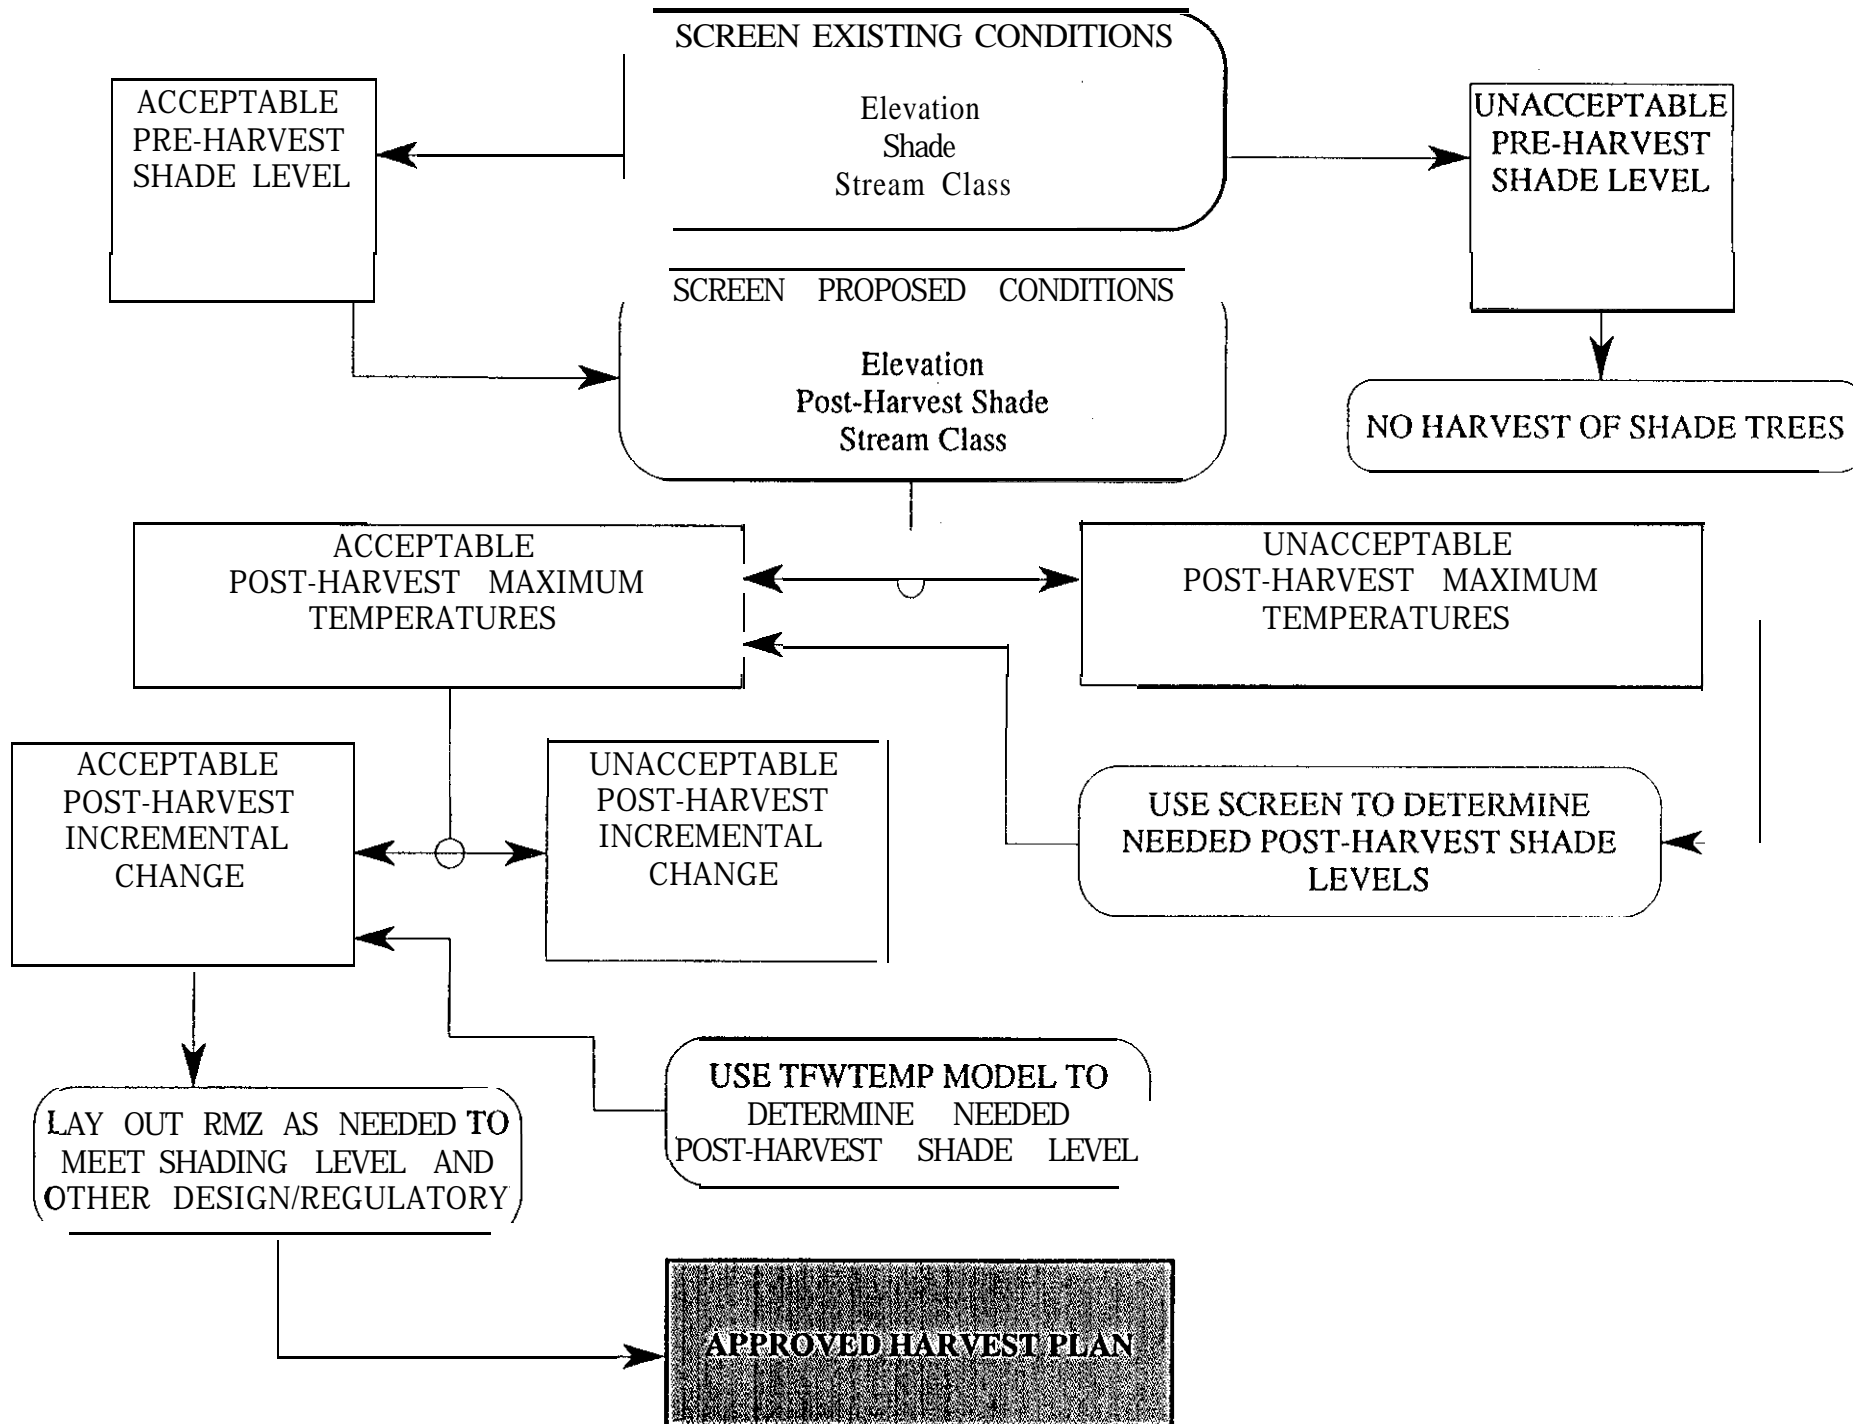 SCREEN EXISTING CONDITIONS
Elevation
Shade
Stream Class
ACCEPTABLE
PRE-HARVEST
SHADE LEVEL
UNACCEPTABLE
PRE-HARVEST
SHADE LEVEL
SCREEN PROPOSED CONDITIONS
Elevation
Post-Harvest Shade
Stream Class
NO HARVEST OF SHADE TREES
ACCEPTABLE
POST-HARVEST MAXIMUM
TEMPERATURES
UNACCEPTABLE
POST-HARVEST MAXIMUM
TEMPERATURES
ACCEPTABLE
POST-HARVEST
INCREMENTAL
CHANGE
UNACCEPTABLE
POST-HARVEST
INCREMENTAL
CHANGE
USE SCREEN TO DETERMINE
NEEDED POST-HARVEST SHADE
LEVELS
USE TFWTEMP MODEL TO
DETERMINE NEEDED
POST-HARVEST SHADE LEVEL
LAY OUT RMZ AS NEEDED TO
MEET SHADING LEVEL AND
OTHER DESIGN/REGULATORY
APPROVED HARVEST PLAN